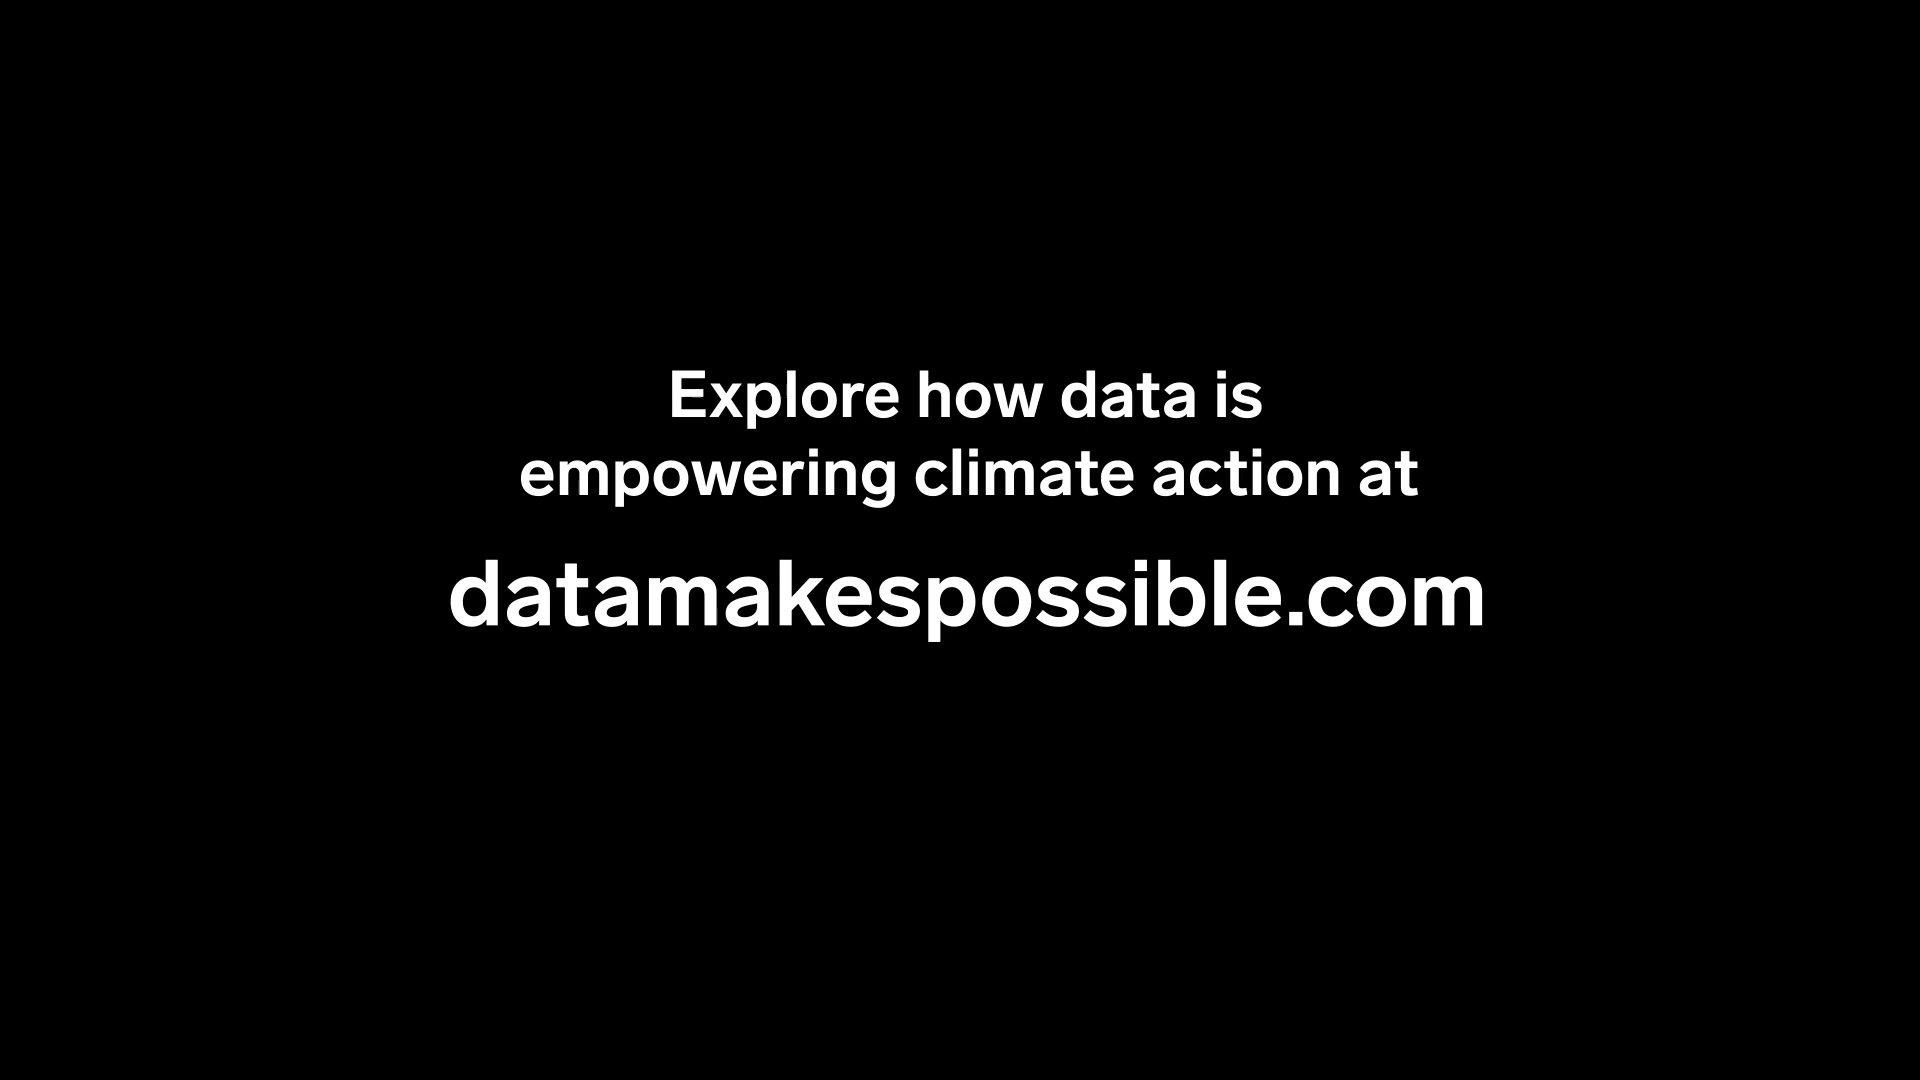 Explore how data is
empowering climate action at
datamakespossible.com